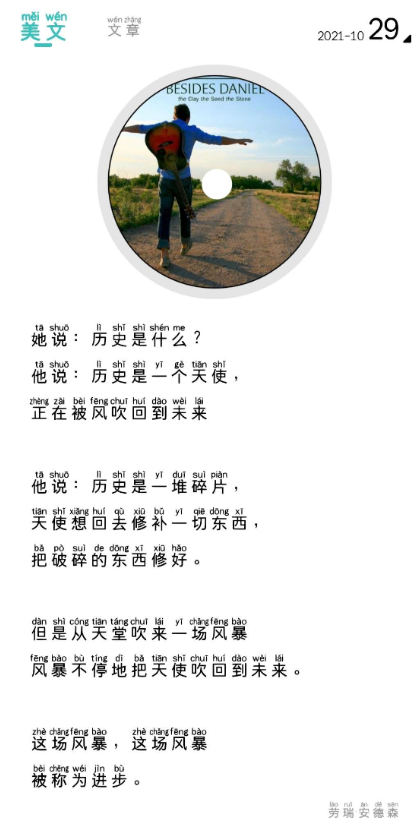 měi wén
美文
wén zhāng
文章
2021-10 29
BESIDES DANIEL
the Clay the Seed the Stone
tā shuō lì shǐ shì shén me
她说：历史是什么？
tā shuō lì shǐ shì yī gè tiān shǐ
他说：历史是一个天使，
zhèng zài bèi fēng chuī huí dào wèi lái
正在被风吹回到未来
tā shuō lì shǐ shì yī duī suì piàn
他说：历史是一堆碎片，
tiān shǐ xiǎng huí qù xiū bǔ yī qiē dōng xī
天使想回去修补一切东西，
bǎ pò suì de dōng xī xiū hǎo
把破碎的东西修好。
dàn shì cóng tiān táng chuī lái yī chǎng fēng bào
但是从天堂吹来一场风暴
fēng bào bù tíng dì bǎ tiān shǐ chuī huí dào wèi lái
风暴不停地把天使吹回到未来。
zhè chǎng fēng bào zhè chǎng fēng bào
这场风暴，这场风暴
bèi chēng wéi jìn bù
被称为进步。
láo ruì ān dé sēn
劳瑞安德森